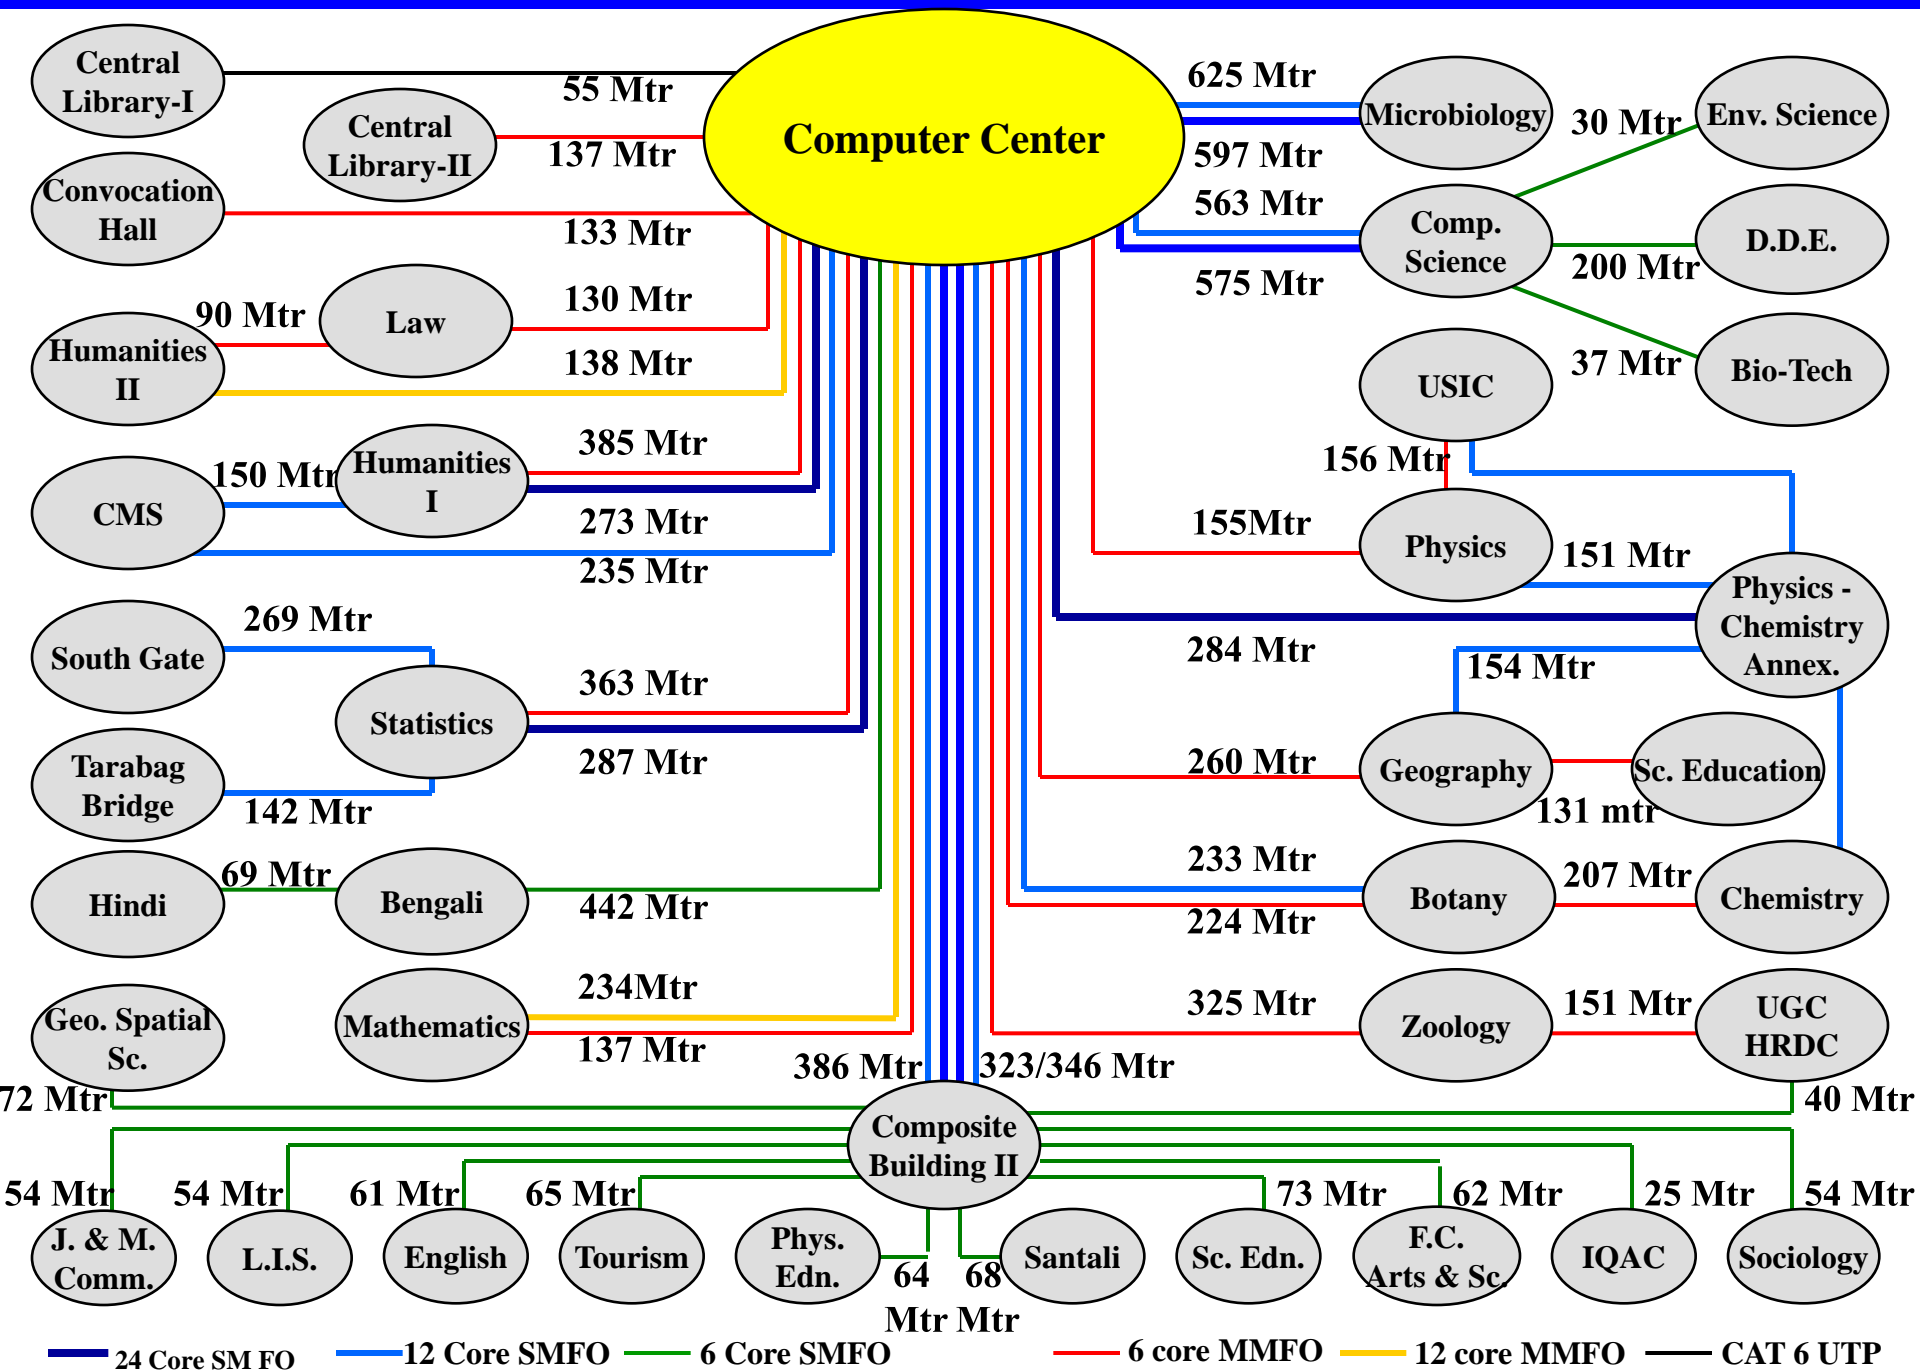 Central
Library-I
55 Mtr
Central
Library-II
137 Mtr
Computer Center
625 Mtr
Microbiology
597 Mtr
30 Mtr
Env. Science
Convocation
Hall
133 Mtr
563 Mtr
Comp.
Science
575 Mtr
D.D.E.
200 Mtr
37 Mtr
Bio-Tech
90 Mtr
Law
130 Mtr
Humanities
II
138 Mtr
USIC
156 Mtr
385 Mtr
150 Mtr
Humanities
I
CMS
273 Mtr
235 Mtr
155Mtr
Physics
151 Mtr
Physics -
Chemistry
Annex.
284 Mtr
154 Mtr
269 Mtr
South Gate
363 Mtr
Statistics
287 Mtr
Tarabag
Bridge
142 Mtr
260 Mtr
Geography
Sc. Education
131 mtr
69 Mtr
Hindi
Bengali
442 Mtr
233 Mtr
Botany
207 Mtr
Chemistry
224 Mtr
234Mtr
Mathematics
137 Mtr
Geo. Spatial
Sc.
72 Mtr
325 Mtr
Zoology
151 Mtr
UGC
HRDC
40 Mtr
386 Mtr
323/346 Mtr
Composite
Building II
54 Mtr
54 Mtr
61 Mtr
65 Mtr
73 Mtr
62 Mtr
25 Mtr
54 Mtr
J. & M.
Comm.
L.I.S.
English
Tourism
Phys.
Edn.
64
Mtr
68
Mtr
Santali
Sc. Edn.
F.C.
Arts & Sc.
IQAC
Sociology
24 Core SM FO
12 Core SMFO
6 Core SMFO
6 core MMFO
12 core MMFO
CAT 6 UTP